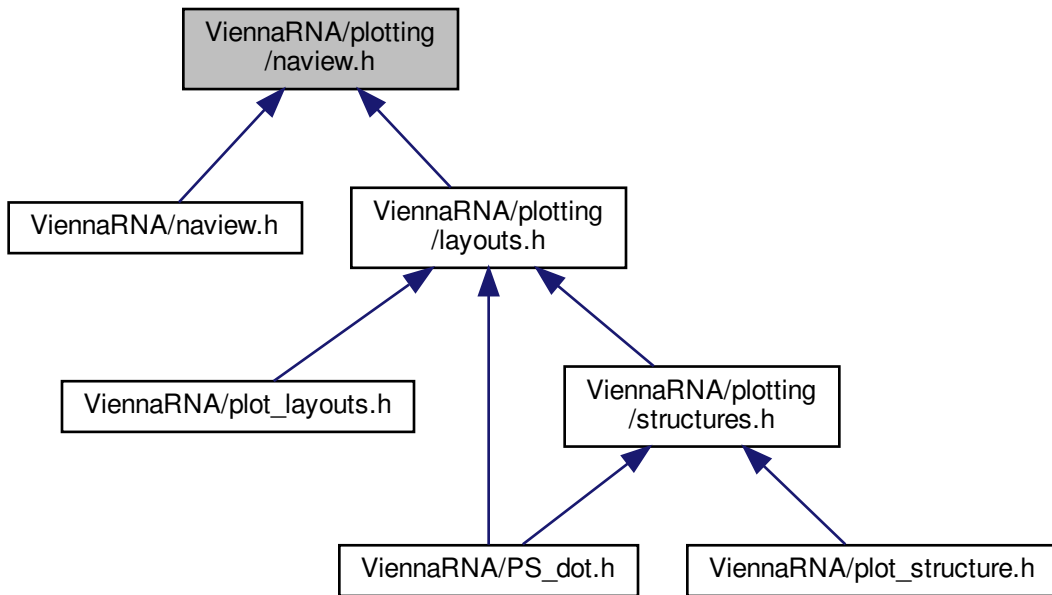 ViennaRNA/plotting
/naview.h
ViennaRNA/naview.h
ViennaRNA/plotting
/layouts.h
ViennaRNA/plot_layouts.h
ViennaRNA/plotting
/structures.h
ViennaRNA/PS_dot.h
ViennaRNA/plot_structure.h